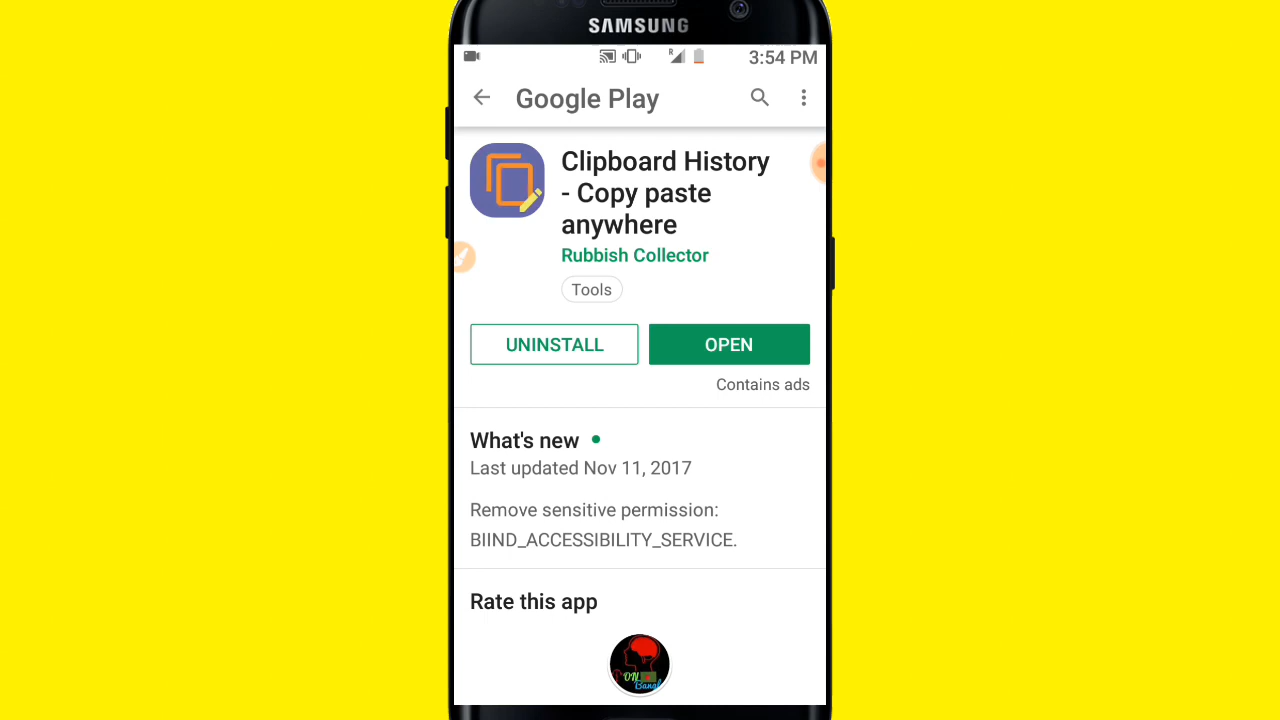 SAMSUNG
R
3:54 PM
Google Play
Clipboard History
- Copy paste
anywhere
Rubbish Collector
Tools
UNINSTALL
OPEN
Contains ads
What's new
Last updated Nov 11, 2017
Remove sensitive permission:
BIIND_ACCESSIBILITY_SERVICE.
Rate this app
ON